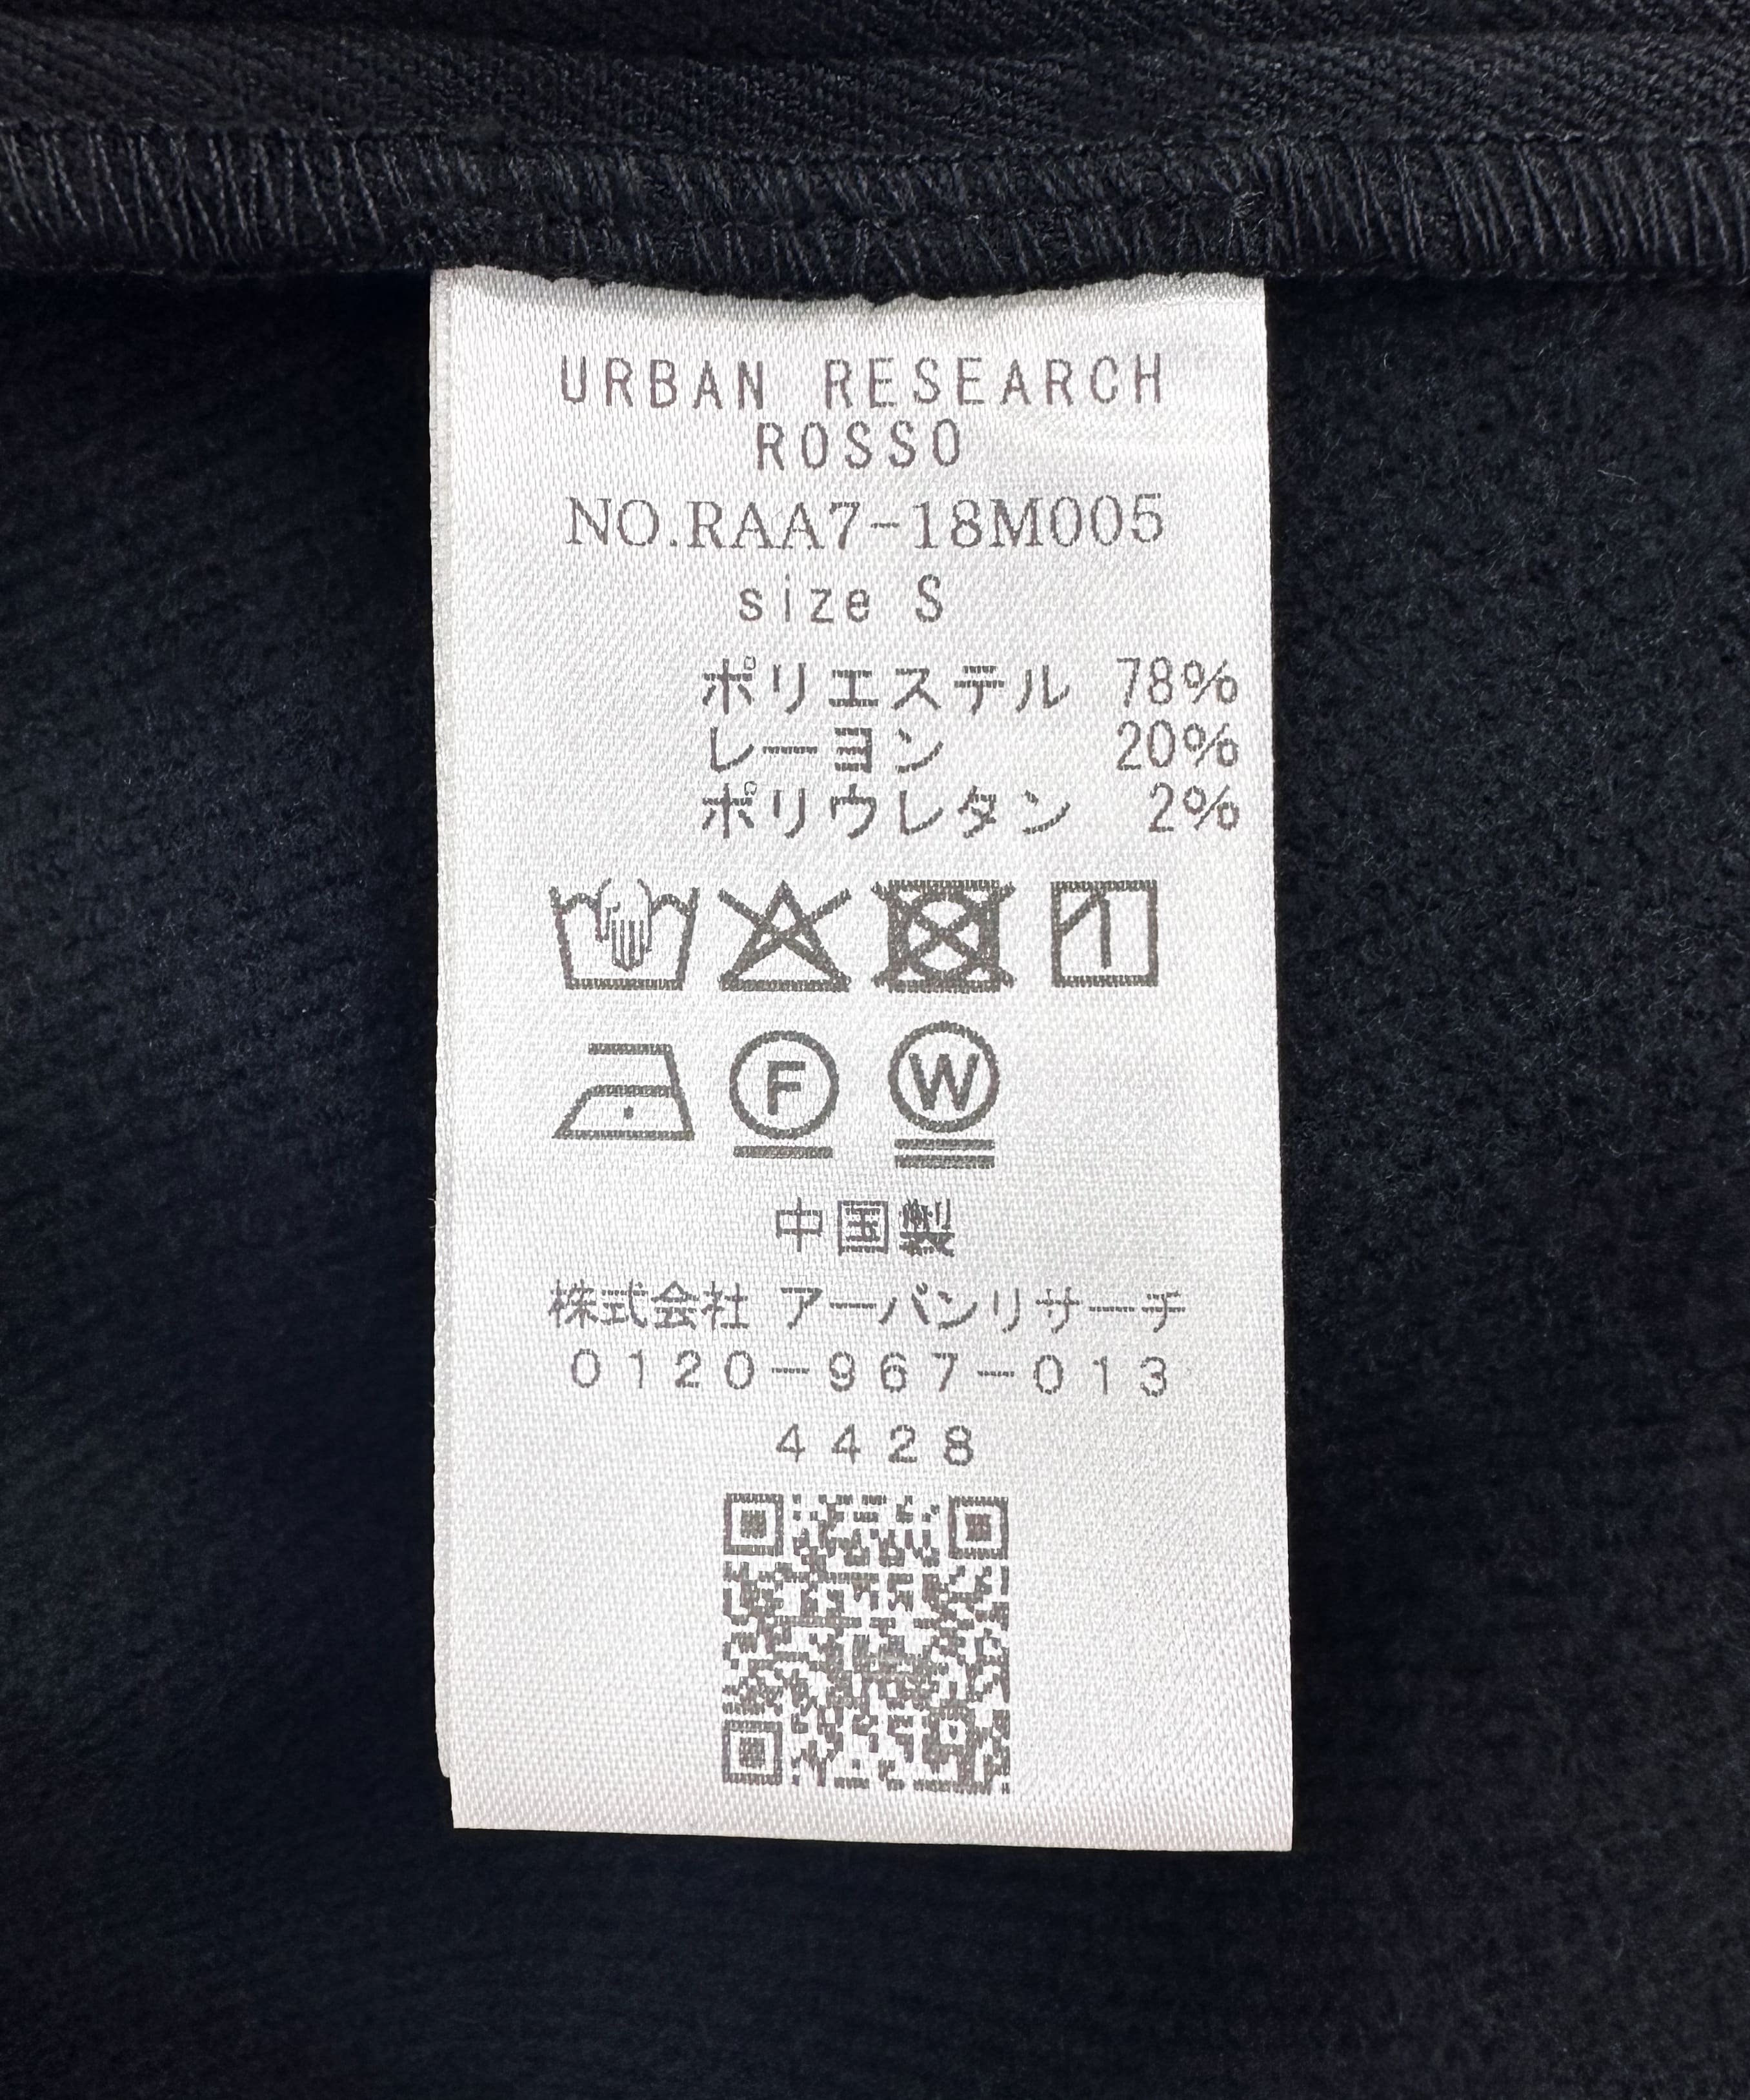 URBAN RESEARCH
ROSSO
NO.RAA7-18M005
size S
ポリエステル 78%
レーヨン 20%
ポリウレタン 2%
F W
中国製
株式会社 アーバンリサーチ
0120-967-013
4428